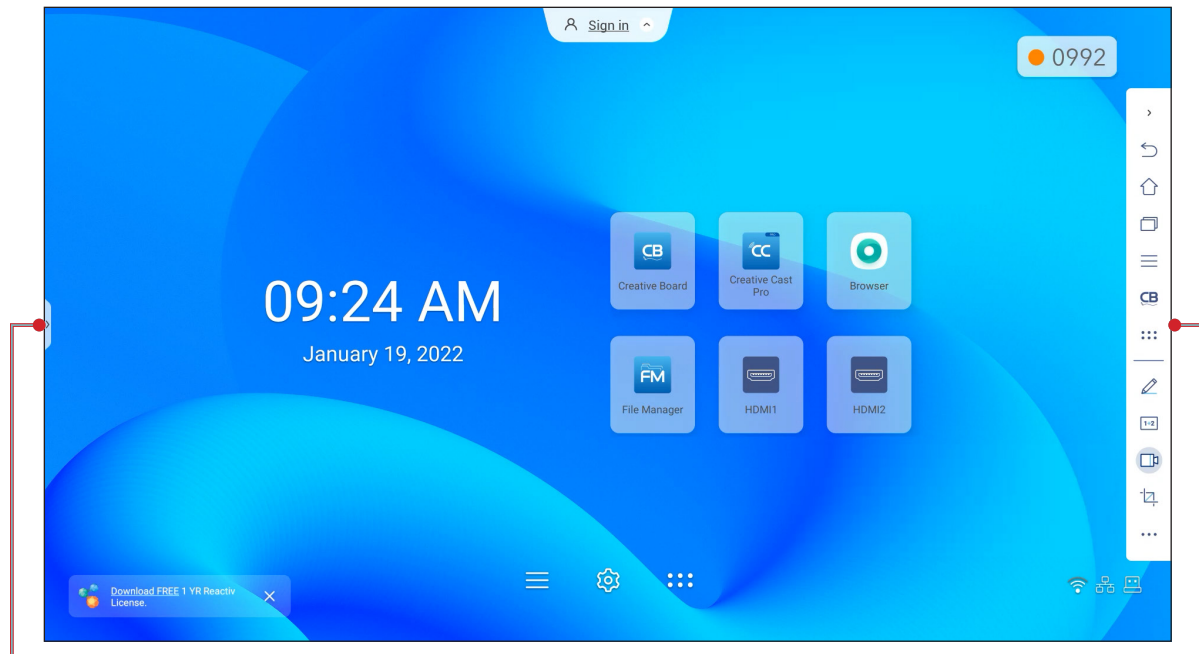 Sign in
0992
CB
CC
Creative Board
Creative Cast
Pro
Browser
09:24 AM
January 19, 2022
FM
File Manager
HDMI1
HDMI2
CB
Download FREE 1 YR Reactiv
License.